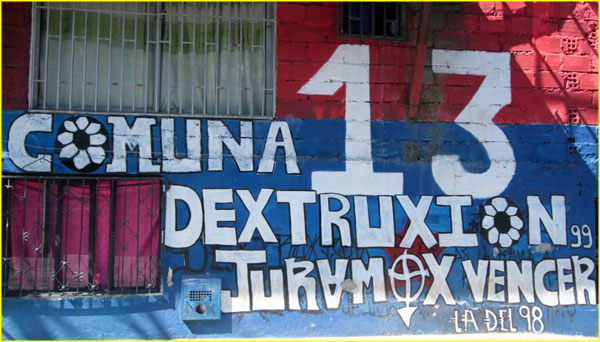 COMUNA 13
DEXTRUXION 99
JURAMOX VENCER
LA DEL 98